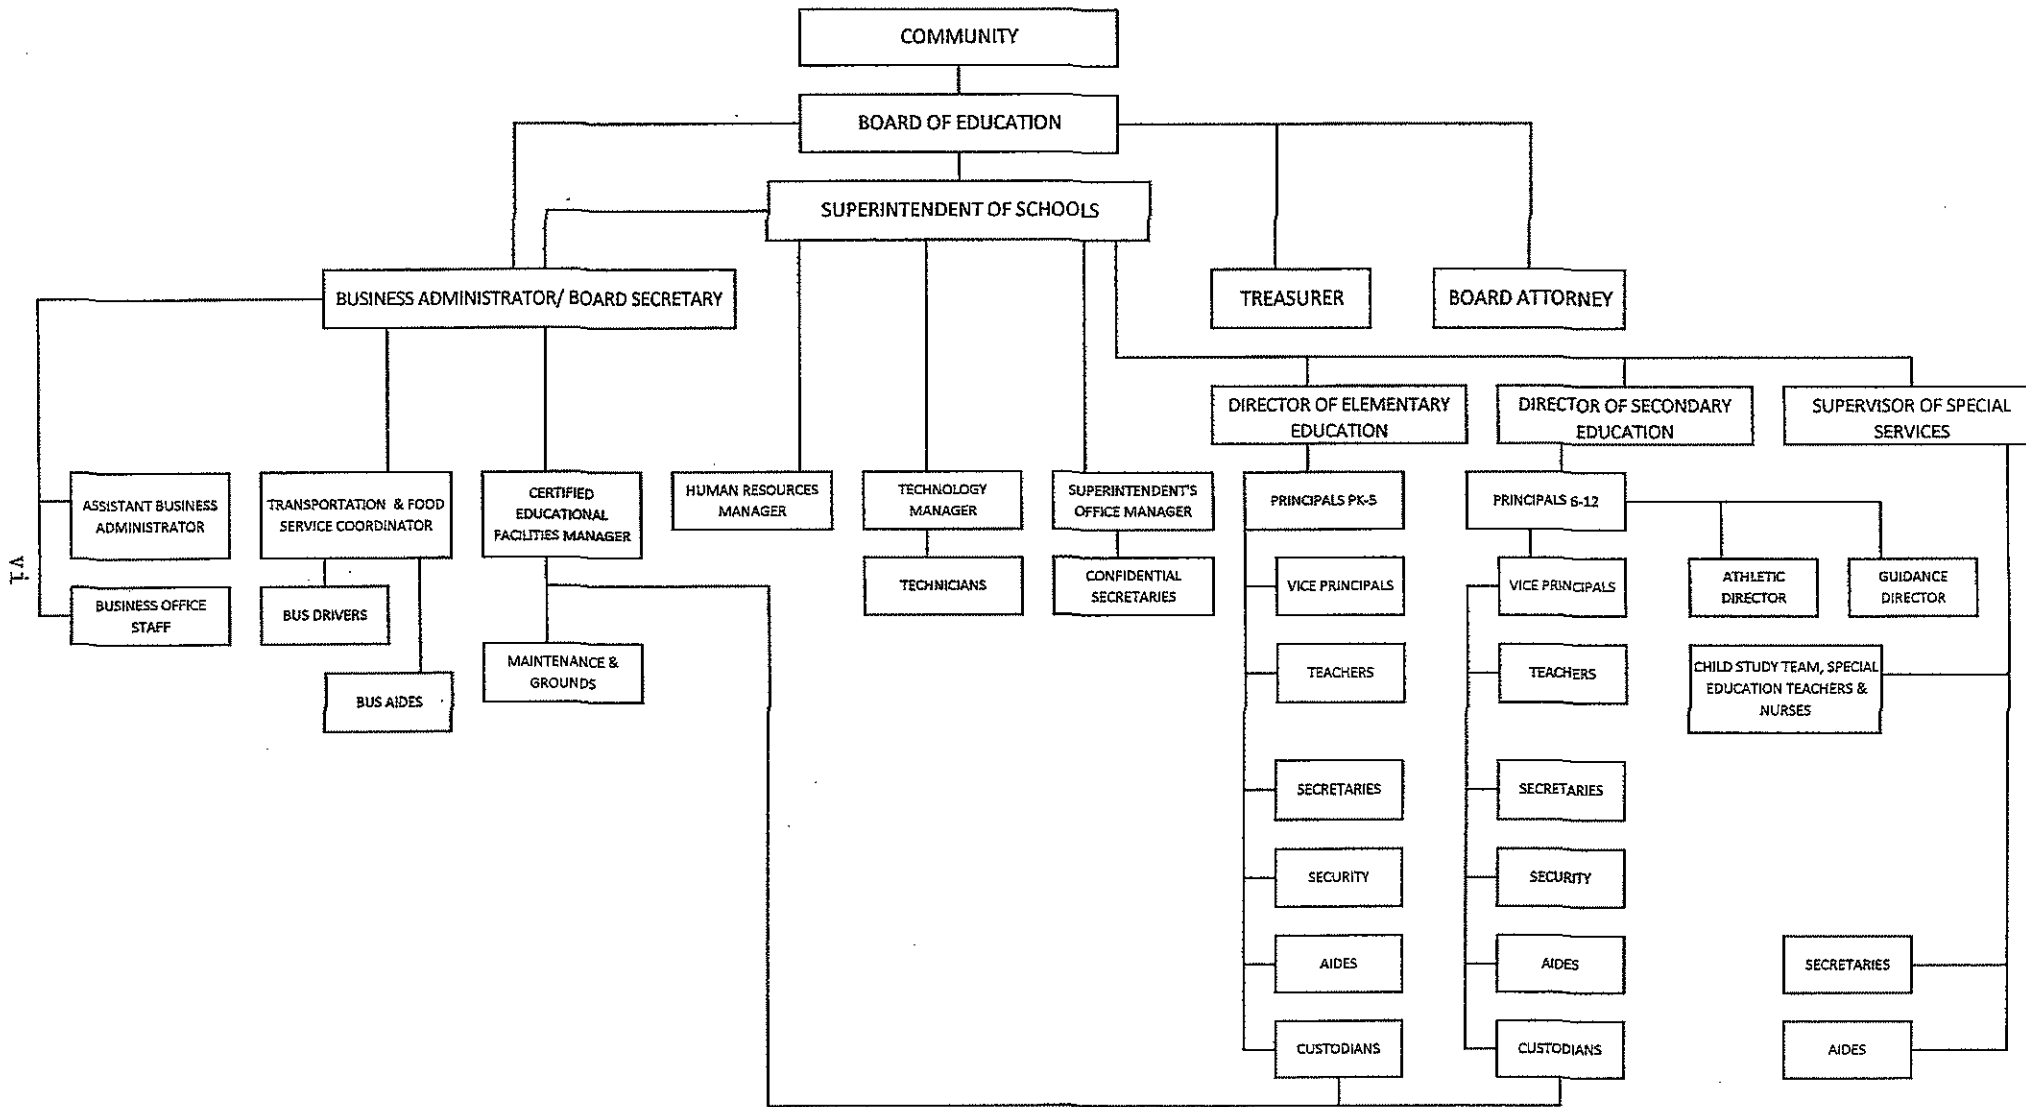 COMMUNITY
BOARD OF EDUCATION
SUPERINTENDENT OF SCHOOLS
BUSINESS ADMINISTRATOR/ BOARD SECRETARY
TREASURER
BOARD ATTORNEY
DIRECTOR OF ELEMENTARY
EDUCATION
DIRECTOR OF SECONDARY
EDUCATION
SUPERVISOR OF SPECIAL
SERVICES
ASSISTANT BUSINESS
ADMINISTRATOR
TRANSPORTATION & FOOD
SERVICE COORDINATOR
CERTIFIED
EDUCATIONAL
FACILITIES MANAGER
HUMAN RESOURCES
MANAGER
TECHNOLOGY
MANAGER
SUPERINTENDENT'S
OFFICE MANAGER
PRINCIPALS PK-5
PRINCIPALS 6-12
vi
BUSINESS OFFICE
STAFF
BUS DRIVERS
TECHNICIANS
CONFIDENTIAL
SECRETARIES
VICE PRINCIPALS
VICE PRINCIPALS
ATHLETIC
DIRECTOR
GUIDANCE
DIRECTOR
BUS AIDES
MAINTENANCE &
GROUNDS
TEACHERS
TEACHERS
CHILD STUDY TEAM, SPECIAL
EDUCATION TEACHERS &
NURSES
SECRETARIES
SECRETARIES
SECURITY
SECURITY
AIDES
AIDES
SECRETARIES
CUSTODIANS
CUSTODIANS
AIDES